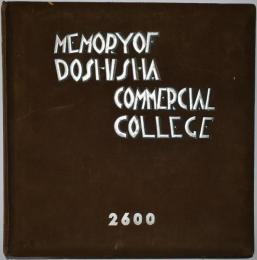 MEMORY OF
DOSHISHA
COMMERCIAL
COLLEGE
2600